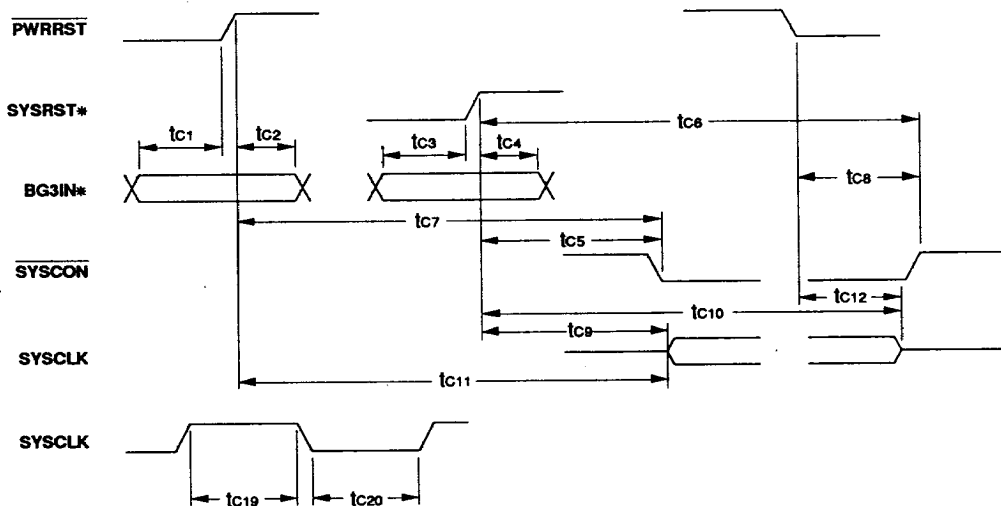 PWRRST
SYSRST*
tC6
tC1
tC2
tC3
tC4
tC8
BG3IN*
tC7
tC5
SYSCON
tC12
tC10
tC9
SYSCLK
tC11
SYSCLK
tC19
tC20